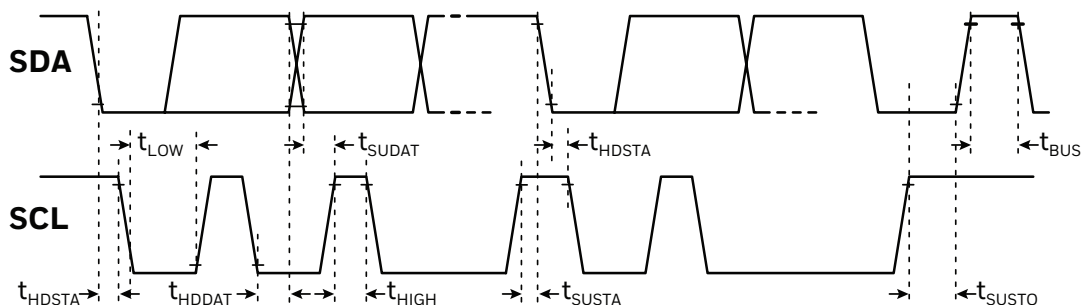 SDA
tLOW
tSUDAT
tHDSTA
tBUS
SCL
tHDSTA
tHDDAT
tHIGH
tSUSTA
tSUSTO